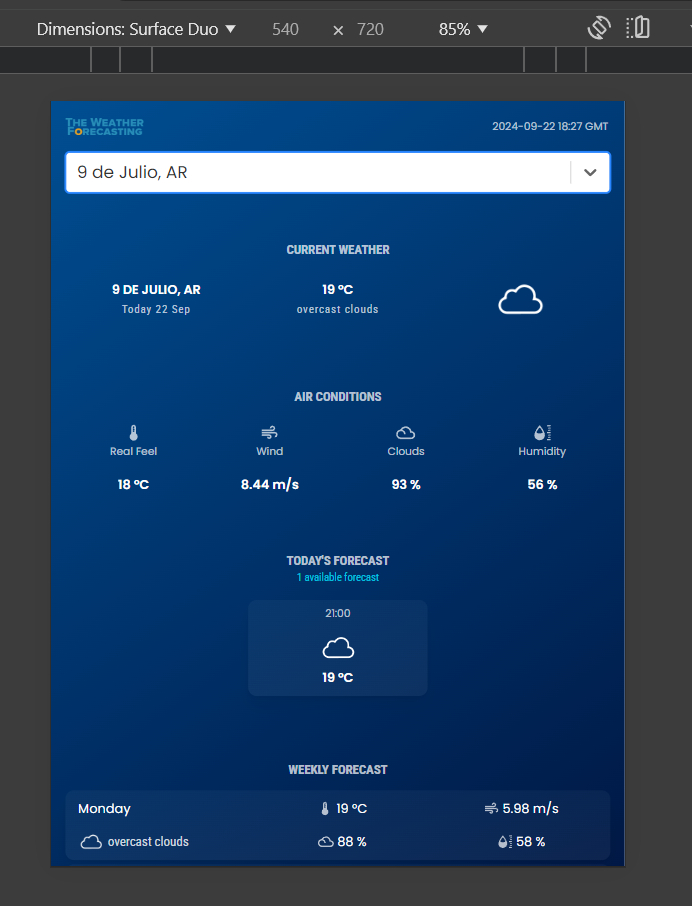 Dimensions: Surface Duo ▼ 540 × 720 85% ▼
THE WEATHER
FORECASTING
2024-09-22 18:27 GMT
9 de Julio, AR
CURRENT WEATHER
9 DE JULIO, AR 19 °C
Today 22 Sep overcast clouds
AIR CONDITIONS
Real Feel Wind Clouds Humidity
18 °C 8.44 m/s 93 % 56 %
TODAY'S FORECAST
1 available forecast
21:00
19 °C
WEEKLY FORECAST
Monday 19 °C 5.98 m/s
overcast clouds 88 % 58 %